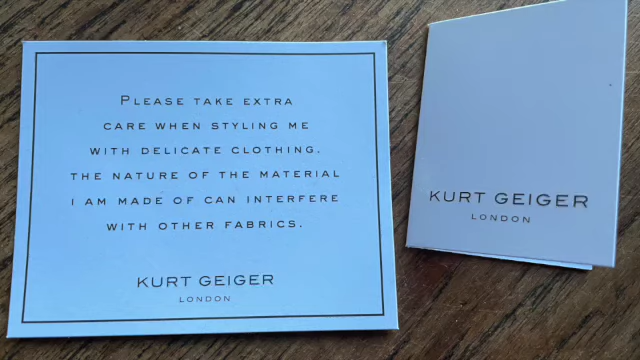 PLEASE TAKE EXTRA
CARE WHEN STYLING ME
WITH DELICATE CLOTHING.
THE NATURE OF THE MATERIAL
I AM MADE OF CAN INTERFERE
WITH OTHER FABRICS.
KURT GEIGER
LONDON
KURT GEIGER
LONDON